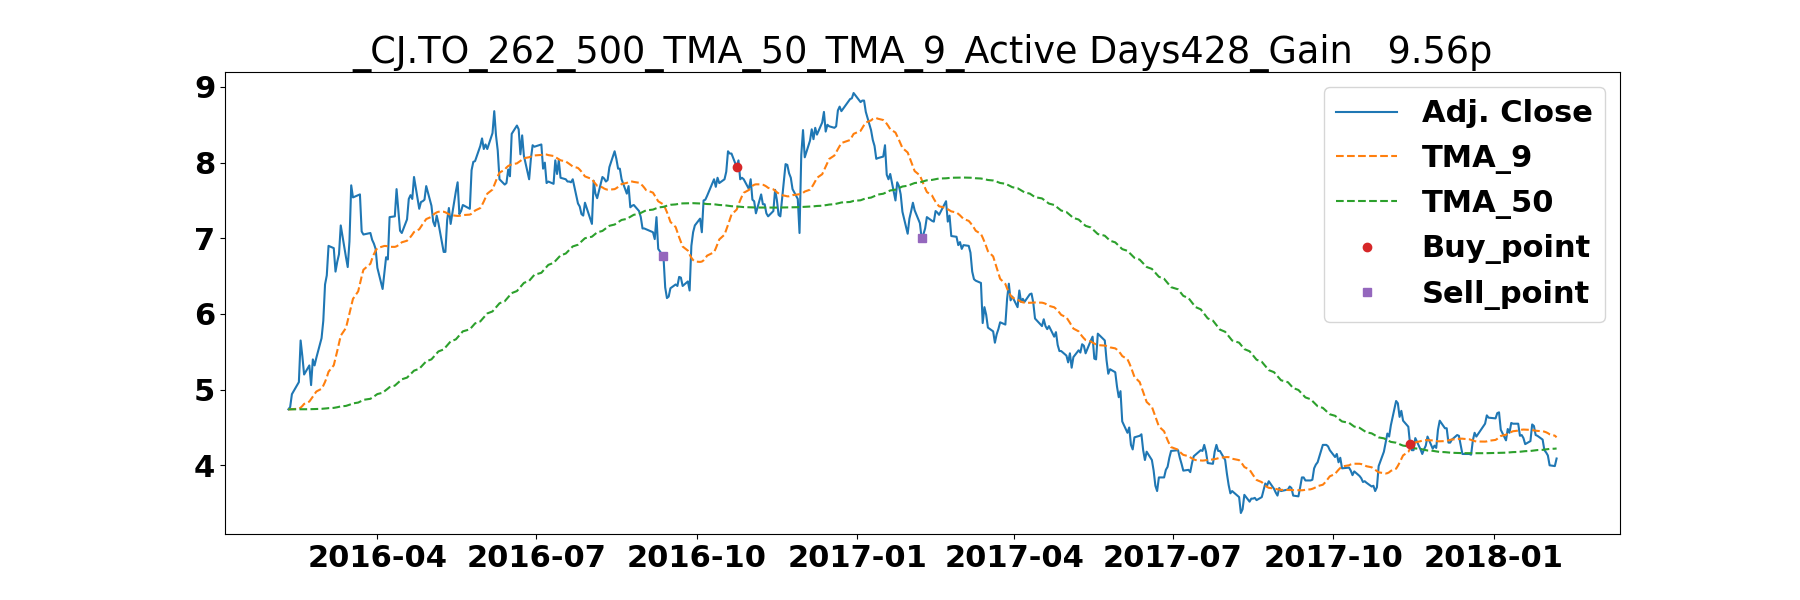 _CJ.TO_262_500_TMA_50_TMA_9_Active Days428_Gain   9.56p
9
8
7
6
5
4
Adj. Close
TMA_9
TMA_50
Buy_point
Sell_point
2016-04 2016-07 2016-10 2017-01 2017-04 2017-07 2017-10 2018-01